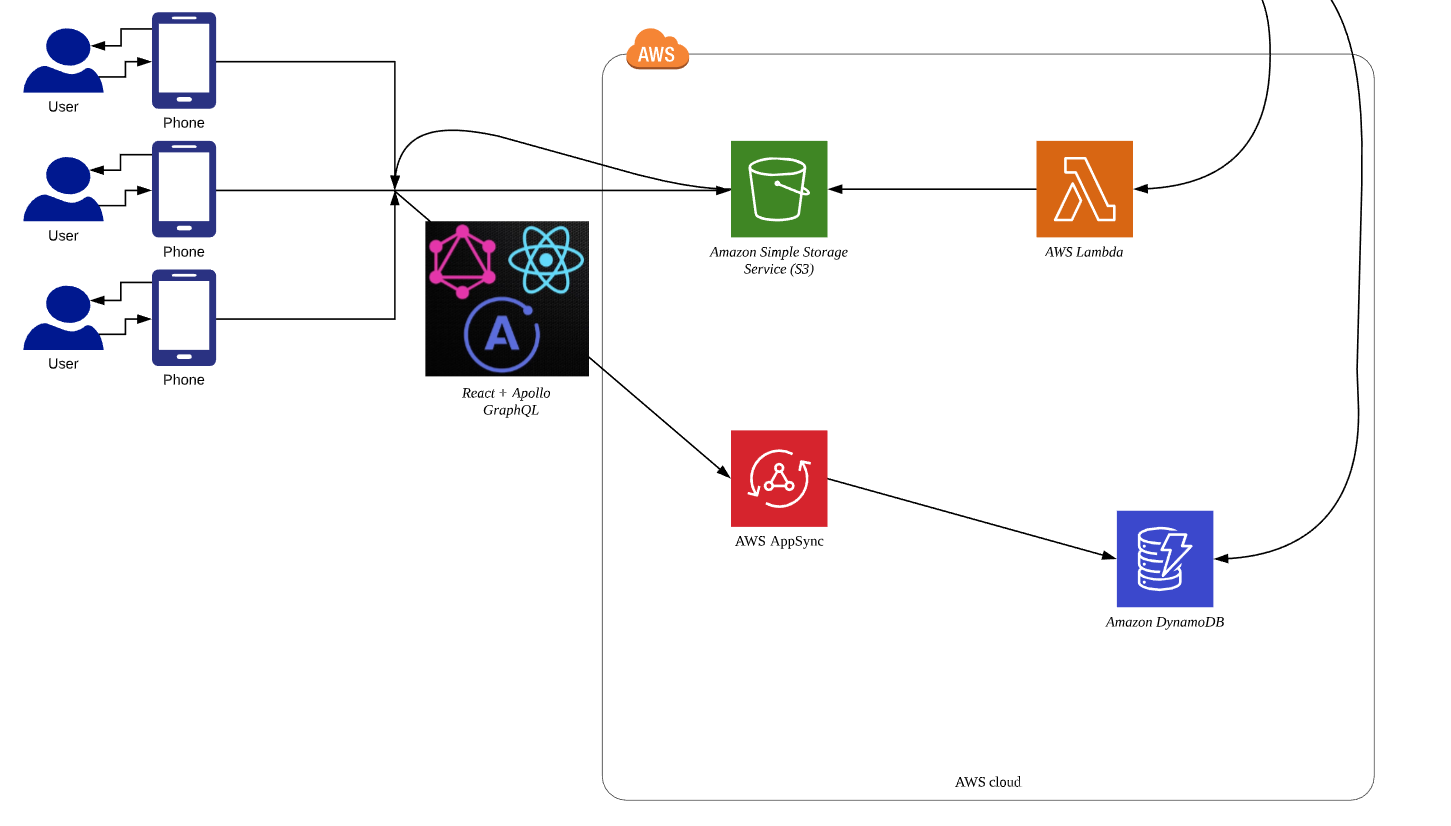 AWS
User
Phone
User
Phone
User
Phone
Amazon Simple Storage
Service (S3)
AWS Lambda
A
React + Apollo
GraphQL
AWS AppSync
Amazon DynamoDB
AWS cloud